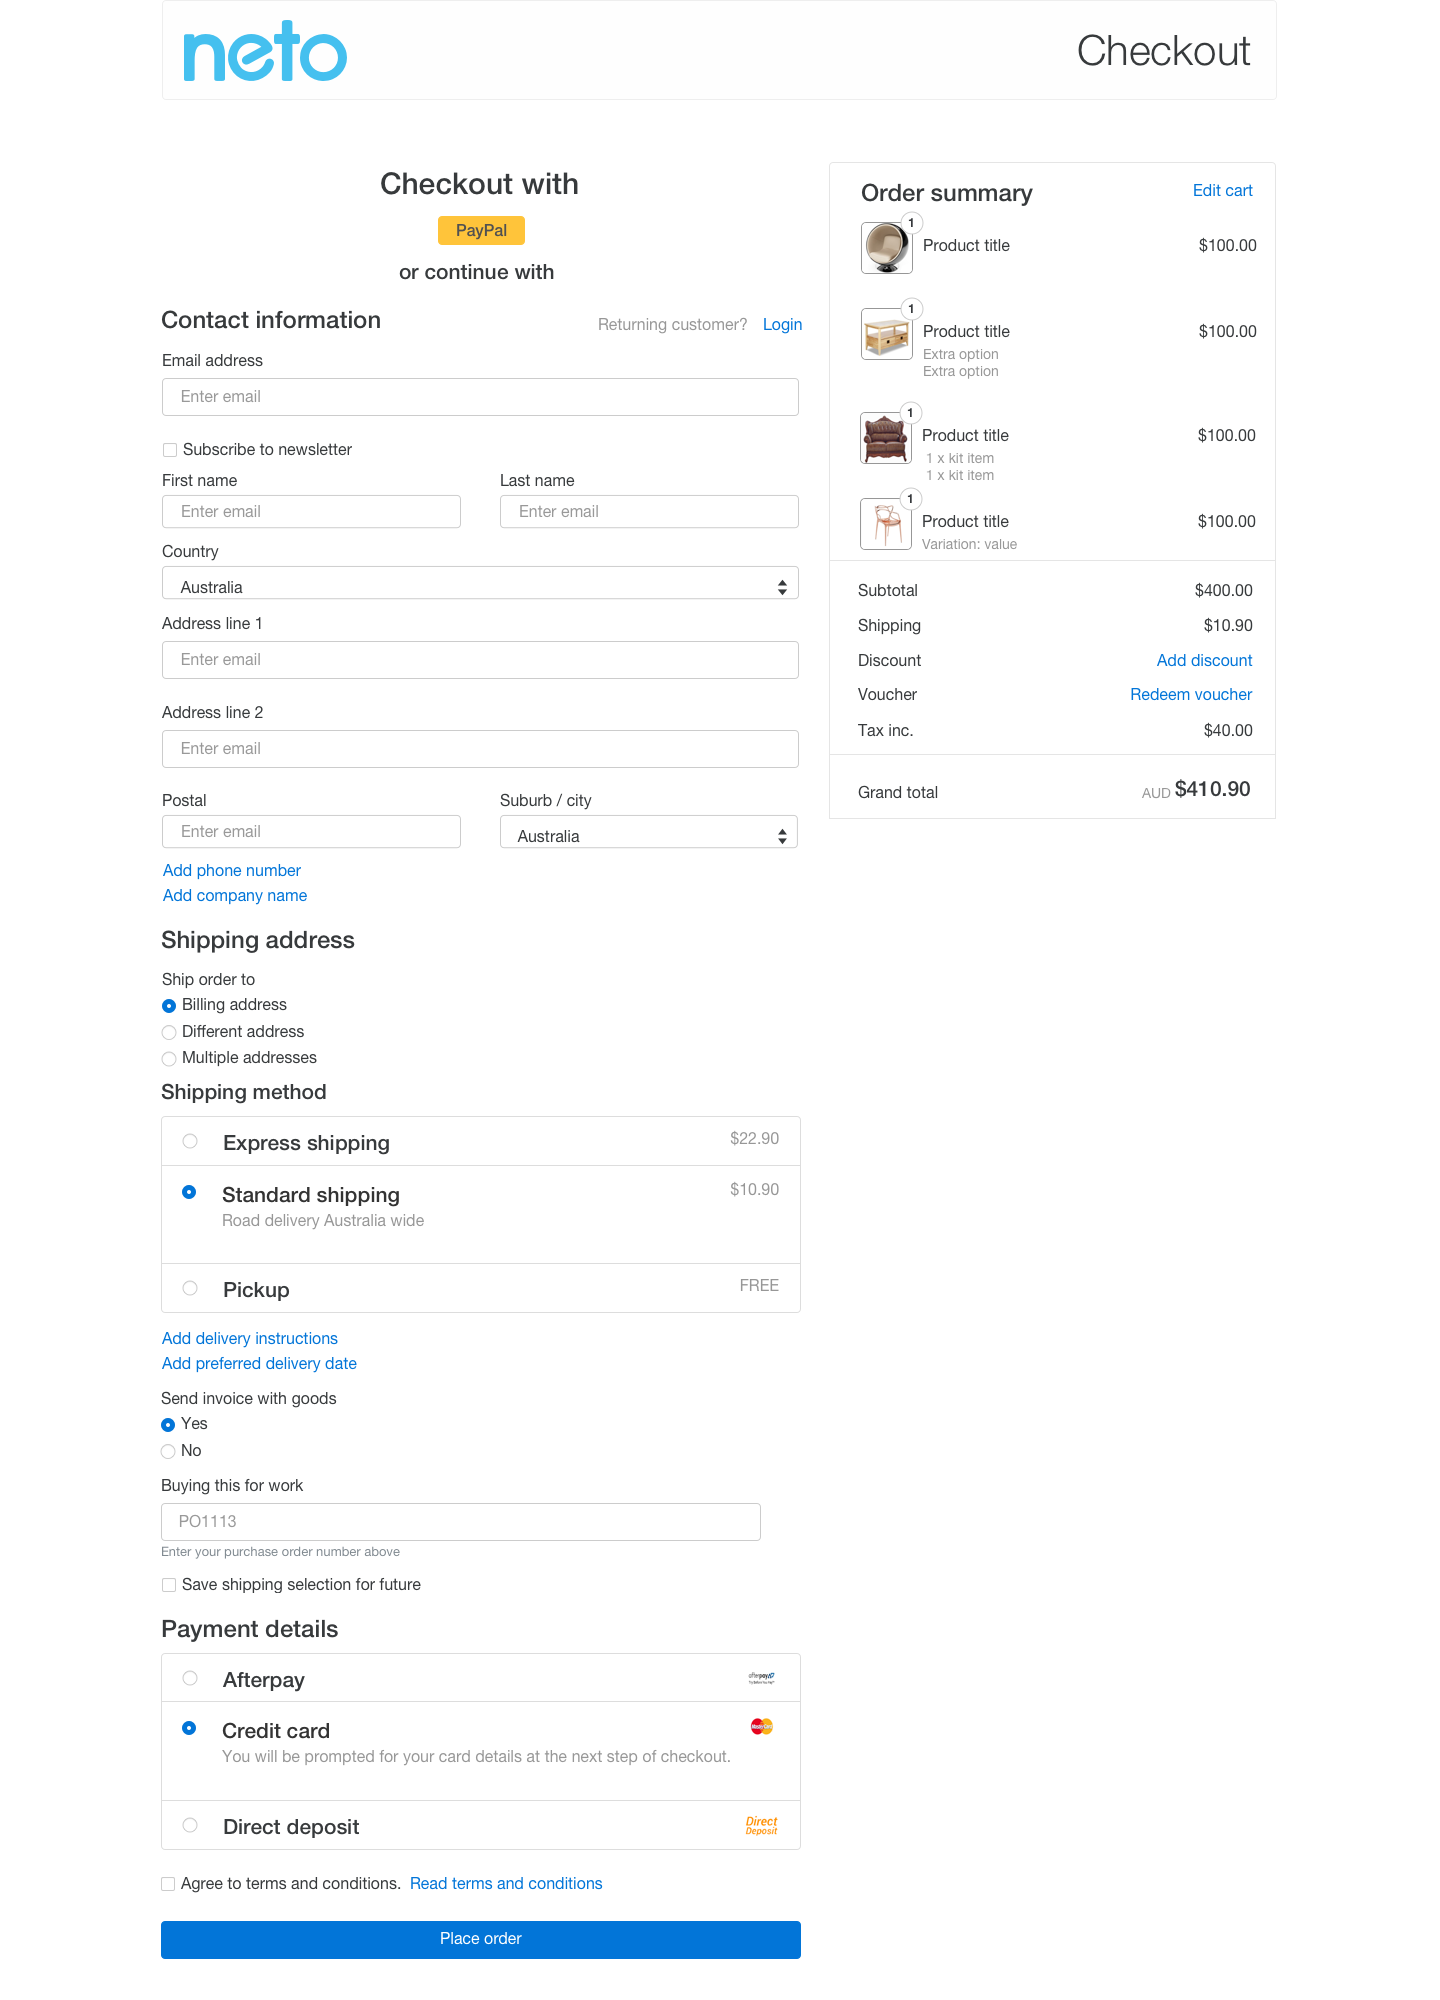 neto
Checkout
Checkout with
PayPal
or continue with
Contact information
Returning customer? Login
Email address
Enter email
Subscribe to newsletter
First name
Last name
Enter email
Enter email
Country
Australia
Address line 1
Enter email
Address line 2
Enter email
Postal
Suburb / city
Enter email
Australia
Add phone number
Add company name
Shipping address
Ship order to
Billing address
Different address
Multiple addresses
Shipping method
Express shipping
$22.90
Standard shipping
$10.90
Road delivery Australia wide
Pickup
FREE
Add delivery instructions
Add preferred delivery date
Send invoice with goods
Yes
No
Buying this for work
PO1113
Enter your purchase order number above
Save shipping selection for future
Payment details
Afterpay
afterpay
Credit card
MasterCard
You will be prompted for your card details at the next step of checkout.
Direct deposit
Direct
Deposit
Agree to terms and conditions. Read terms and conditions
Place order
Order summary
Edit cart
1
Product title
$100.00
1
Product title
$100.00
Extra option
Extra option
1
Product title
$100.00
1 x kit item
1 x kit item
1
Product title
$100.00
Variation: value
Subtotal
$400.00
Shipping
$10.90
Discount
Add discount
Voucher
Redeem voucher
Tax inc.
$40.00
Grand total
AUD $410.90